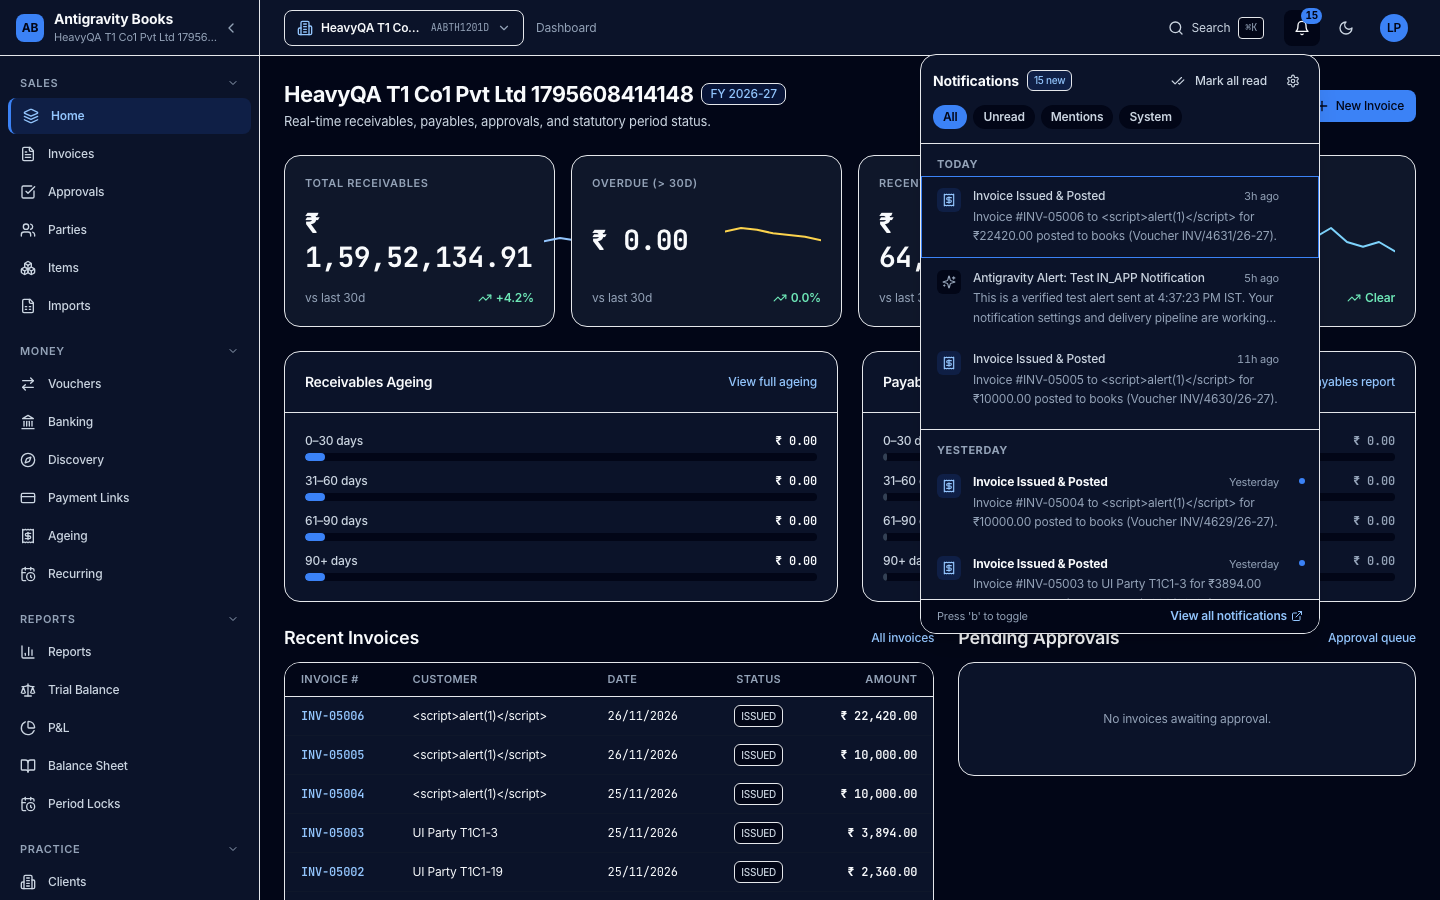 AB
Antigravity Books
HeavyQA T1 Co1 Pvt Ltd 17956...
SALES
Home
Invoices
Approvals
Parties
Items
Imports
MONEY
Vouchers
Banking
Discovery
Payment Links
Ageing
Recurring
REPORTS
Reports
Trial Balance
P&L
Balance Sheet
Period Locks
PRACTICE
Clients
HeavyQA T1 Co... AABTH1201D
Dashboard
Search ⌘K
15
LP
HeavyQA T1 Co1 Pvt Ltd 1795608414148 FY 2026-27
Real-time receivables, payables, approvals, and statutory period status.
+ New Invoice
TOTAL RECEIVABLES
₹
1,59,52,134.91
vs last 30d +4.2%
OVERDUE (> 30D)
₹ 0.00
vs last 30d 0.0%
₹
64,
Clear
Receivables Ageing View full ageing
0–30 days ₹ 0.00
31–60 days ₹ 0.00
61–90 days ₹ 0.00
90+ days ₹ 0.00
report
₹ 0.00
31–60 ₹ 0.00
61–90 ₹ 0.00
90+ ₹ 0.00
Notifications 15 new Mark all read
All Unread Mentions System
TODAY
Invoice Issued & Posted 3h ago
Invoice #INV-05006 to <script>alert(1)</script> for
₹22420.00 posted to books (Voucher INV/4631/26-27).
Antigravity Alert: Test IN_APP Notification 5h ago
This is a verified test alert sent at 4:37:23 PM IST. Your
notification settings and delivery pipeline are working...
Invoice Issued & Posted 11h ago
Invoice #INV-05005 to <script>alert(1)</script> for
₹10000.00 posted to books (Voucher INV/4630/26-27).
YESTERDAY
Invoice Issued & Posted Yesterday
Invoice #INV-05004 to <script>alert(1)</script> for
₹10000.00 posted to books (Voucher INV/4629/26-27).
Invoice Issued & Posted Yesterday
Invoice #INV-05003 to UI Party T1C1-3 for ₹3894.00
Press 'b' to toggle View all notifications
Recent Invoices All invoices
INVOICE # CUSTOMER DATE STATUS AMOUNT
INV-05006 <script>alert(1)</script> 26/11/2026 ISSUED ₹ 22,420.00
INV-05005 <script>alert(1)</script> 26/11/2026 ISSUED ₹ 10,000.00
INV-05004 <script>alert(1)</script> 25/11/2026 ISSUED ₹ 10,000.00
INV-05003 UI Party T1C1-3 25/11/2026 ISSUED ₹ 3,894.00
INV-05002 UI Party T1C1-19 25/11/2026 ISSUED ₹ 2,360.00
Pending Approvals Approval queue
No invoices awaiting approval.